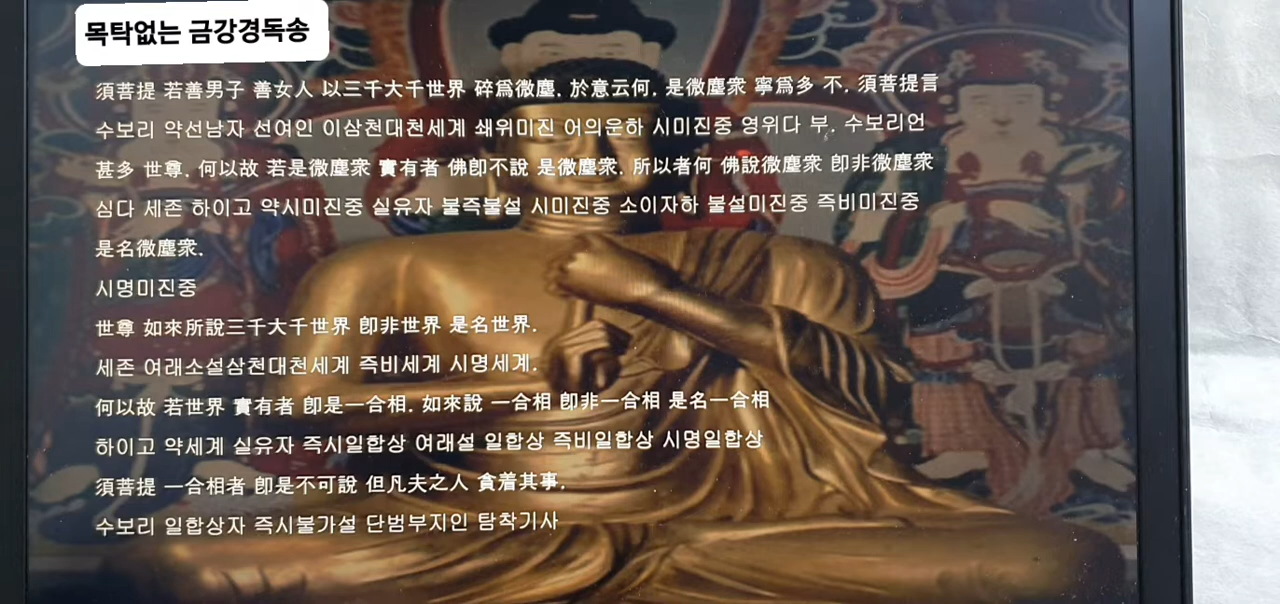 목탁없는 금강경독송
須菩提 若善男子 善女人 以三千大千世界 碎爲微塵. 於意云何. 是微塵衆 寧爲多 不. 須菩提言
수보리 약선남자 선여인 이삼천대천세계 쇄위미진 어의운하 시미진중 영위다 부. 수보리언
甚多 世尊. 何以故 若是微塵衆 實有者 佛卽不說 是微塵衆. 所以者何 佛說微塵衆 卽非微塵衆
심다 세존 하이고 약시미진중 실유자 불즉불설 시미진중 소이자하 불설미진중 즉비미진중
是名微塵衆.
시명미진중
世尊 如來所說三千大千世界 卽非世界 是名世界.
세존 여래소설삼천대천세계 즉비세계 시명세계.
何以故 若世界 實有者 卽是一合相. 如來說 一合相 卽非一合相 是名一合相
하이고 약세계 실유자 즉시일합상 여래설 일합상 즉비일합상 시명일합상
須菩提 一合相者 卽是不可說 但凡夫之人 貪着其事.
수보리 일합상자 즉시불가설 단범부지인 탐착기사